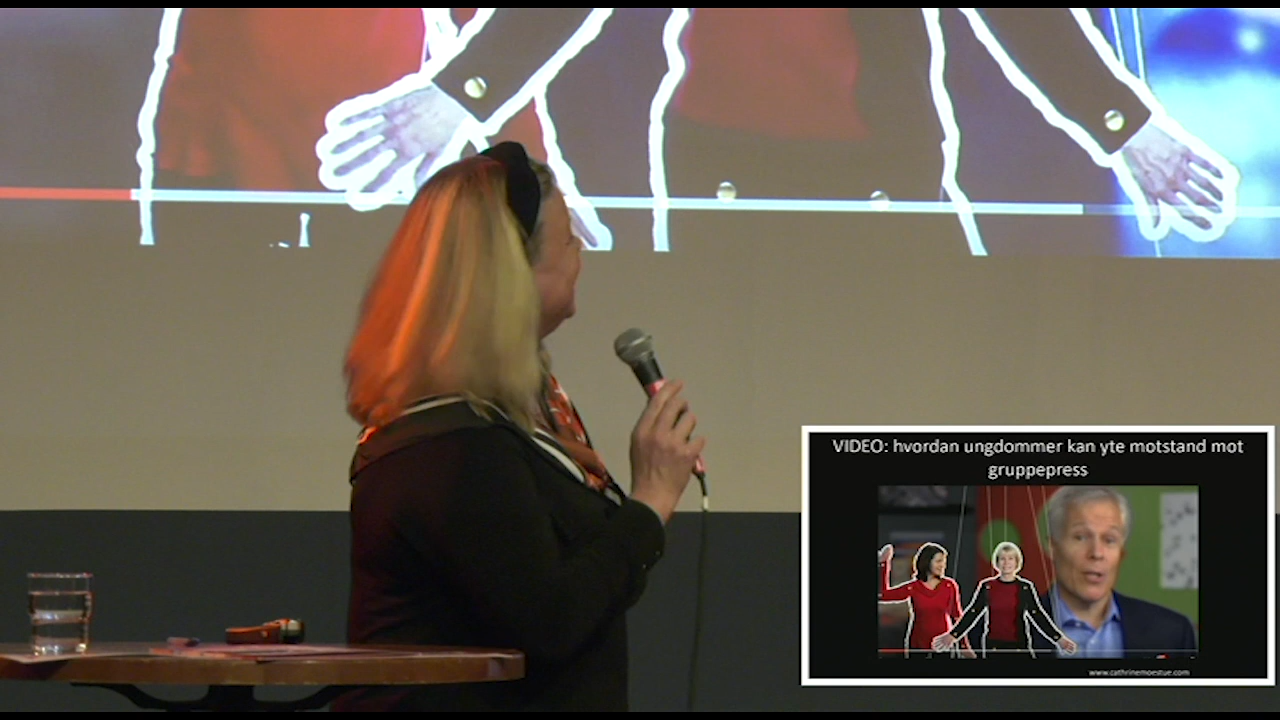 VIDEO: hvordan ungdommer kan yte motstand mot
gruppepress
www.cathrinemoestue.com